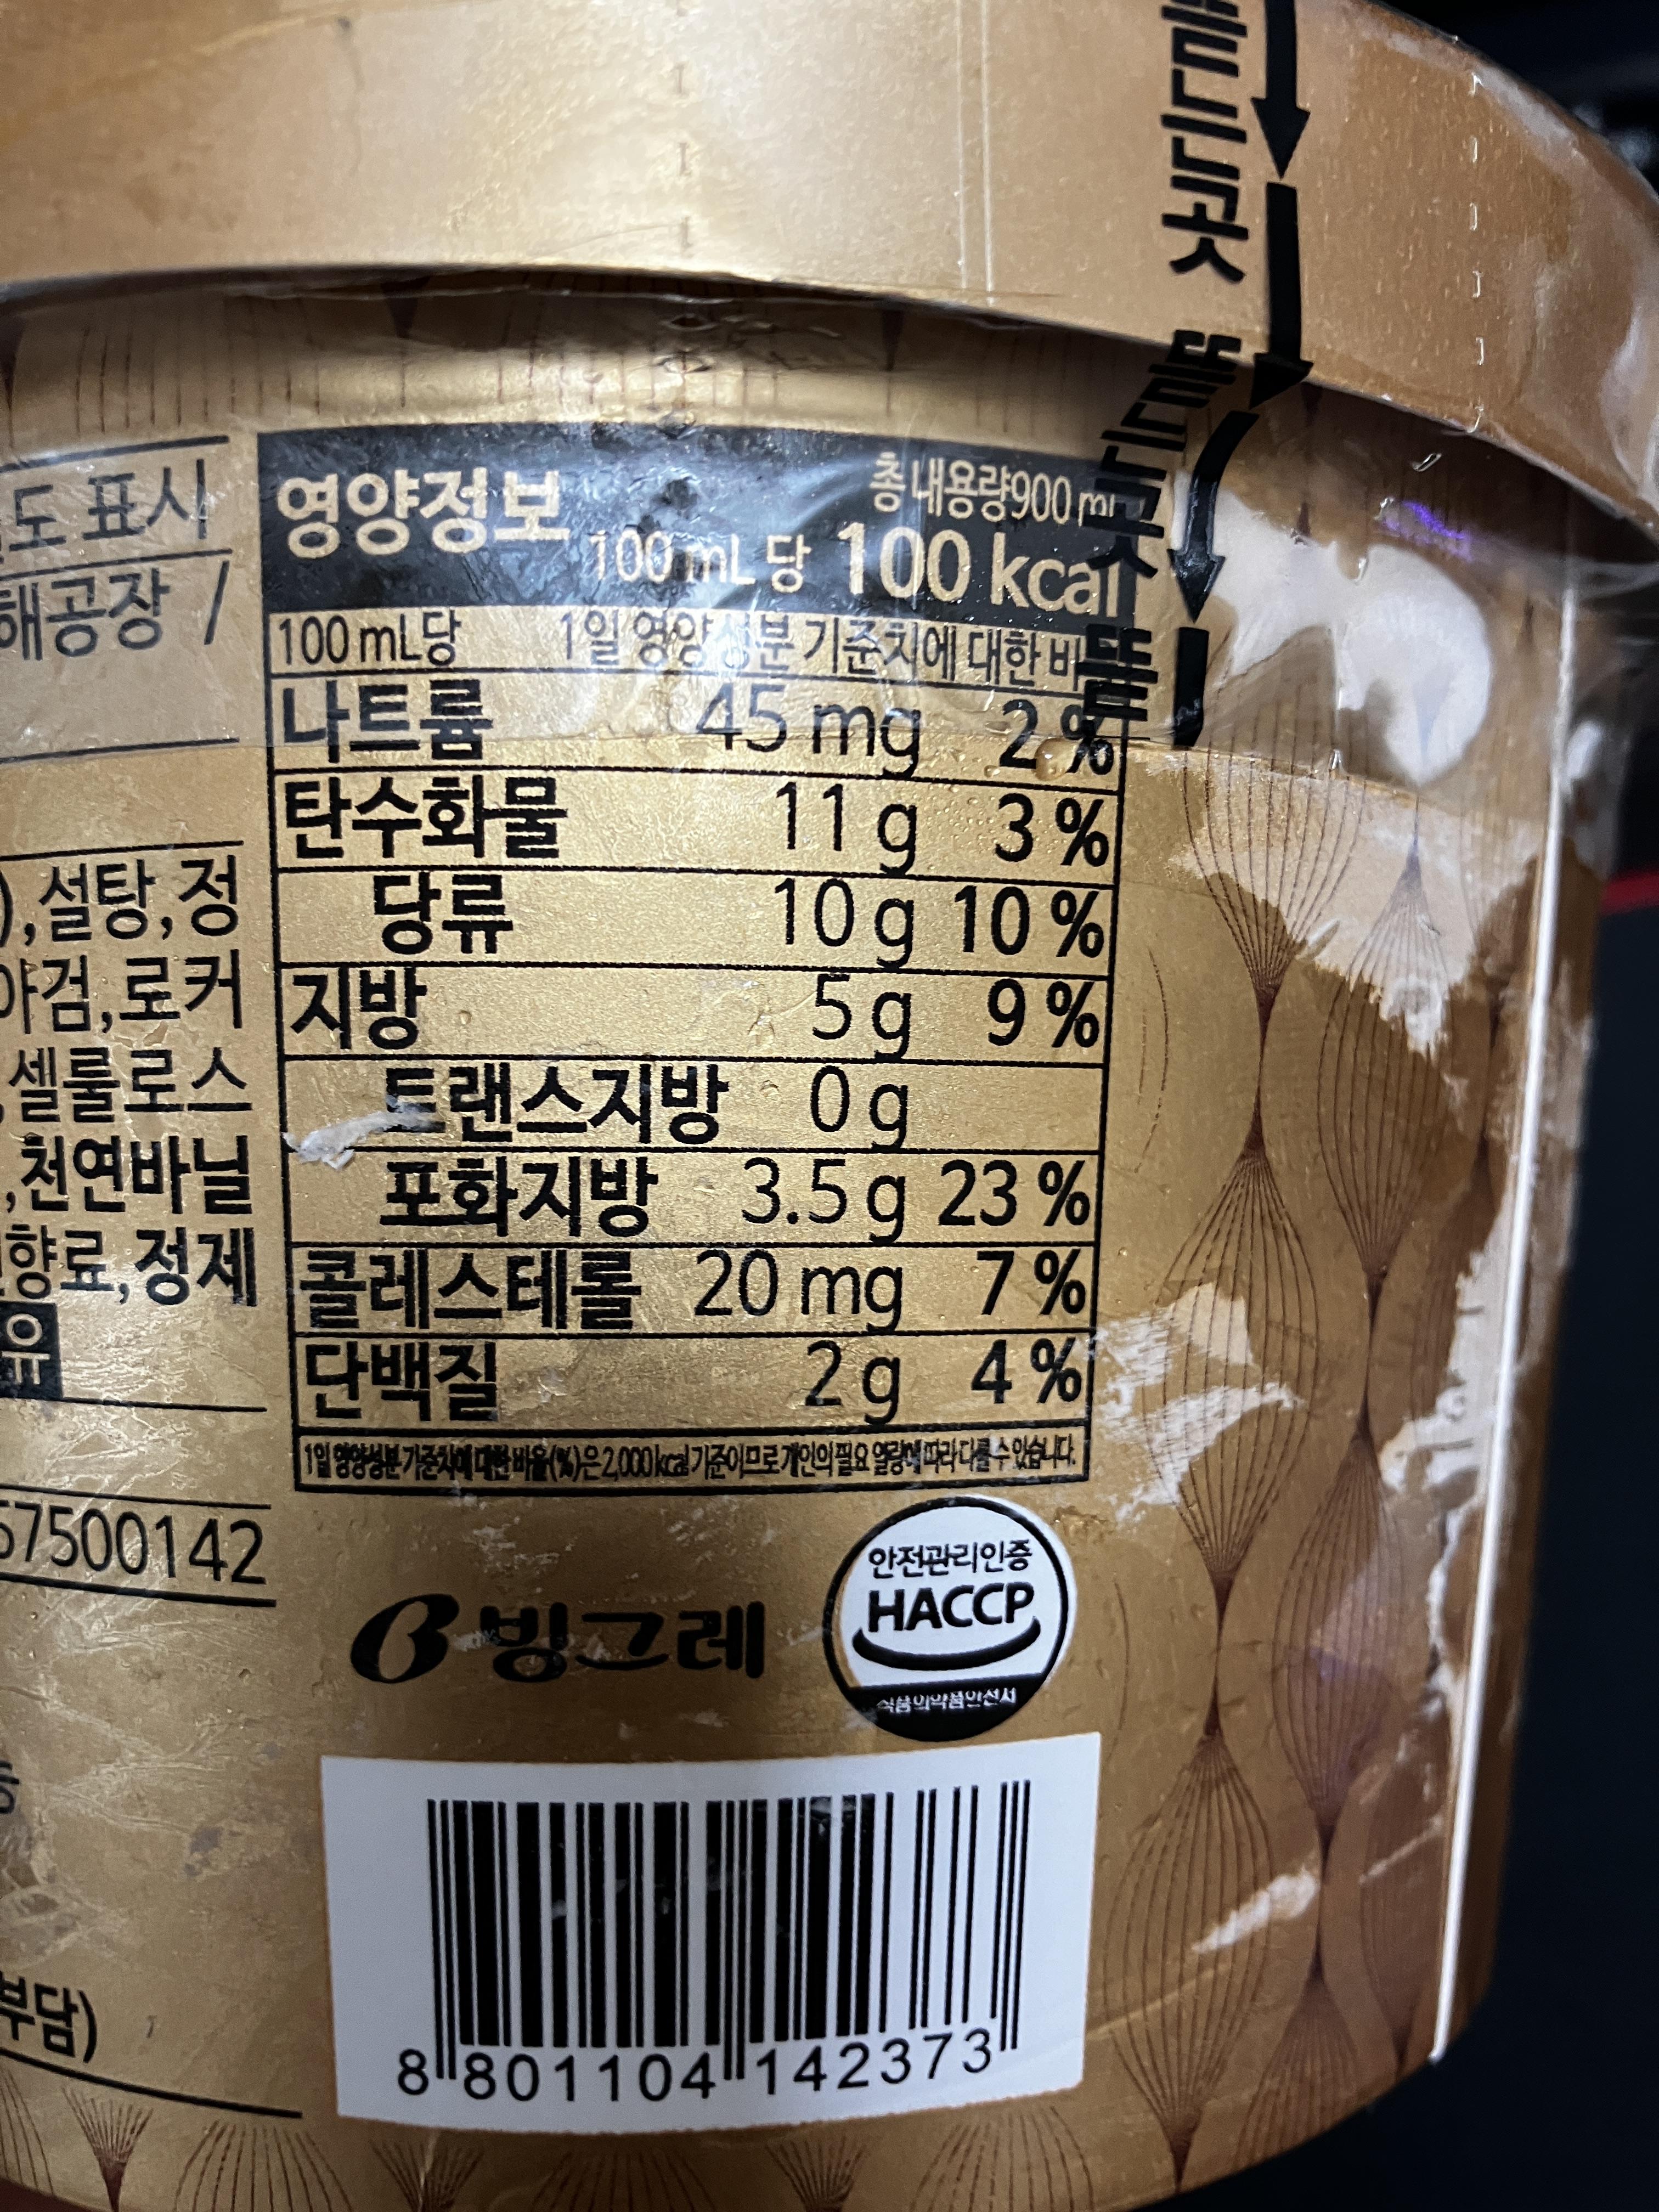 뜯는곳
뜯는곳
뜯
도 표시
해공장 /
), 설탕, 정
아검, 로커
, 셀룰로스
, 천연바닐
향료, 정제
유
57500142
부담)
영양정보
총 내용량 900 ml
100 mL 당 100 kcal
100 mL당 1일 영양성분 기준치에 대한 비
나트륨 45 mg 2 %
탄수화물 11 g 3 %
당류 10 g 10 %
지방 5 g 9 %
트랜스지방 0 g
포화지방 3.5 g 23 %
콜레스테롤 20 mg 7 %
단백질 2 g 4 %
1일 영양성분 기준치에 대한 비율(%)은 2,000 kcal 기준이므로 개인의 필요 열량에 따라 다를 수 있습니다.
빙그레
안전관리인증
HACCP
식품의약품안전처
8 801104 142373